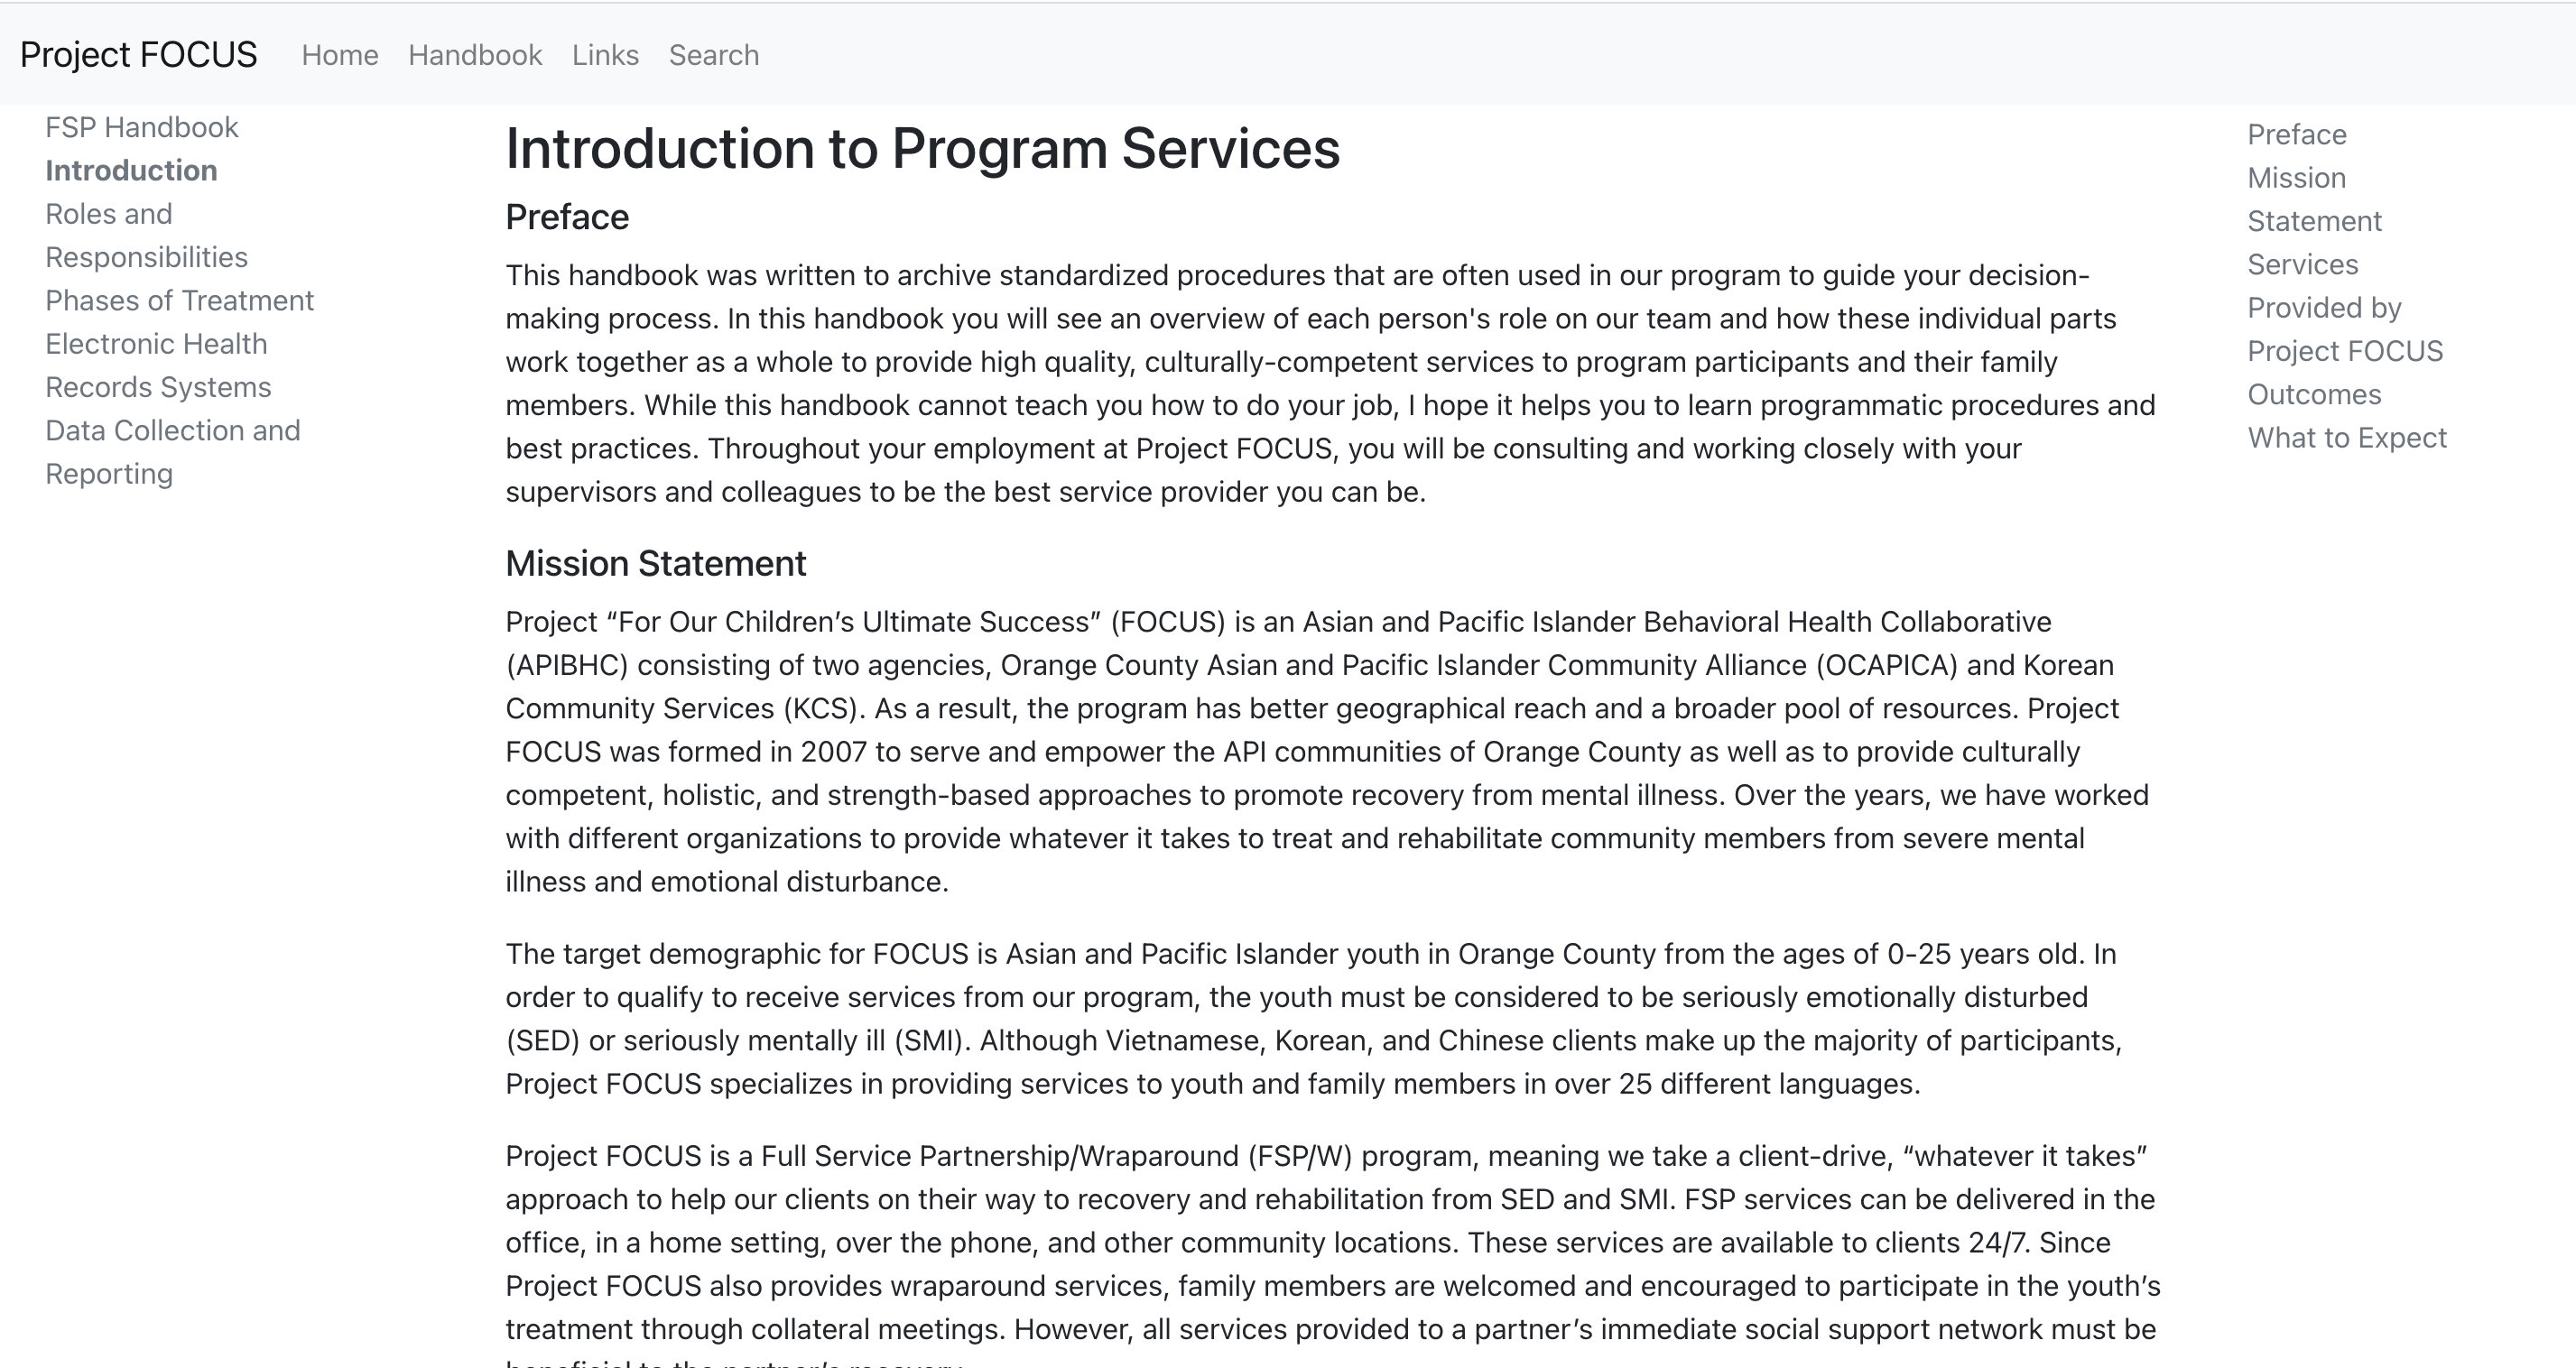 Project FOCUS Home Handbook Links Search
FSP Handbook
Introduction
Roles and
Responsibilities
Phases of Treatment
Electronic Health
Records Systems
Data Collection and
Reporting
Introduction to Program Services
Preface
This handbook was written to archive standardized procedures that are often used in our program to guide your decision-
making process. In this handbook you will see an overview of each person's role on our team and how these individual parts
work together as a whole to provide high quality, culturally-competent services to program participants and their family
members. While this handbook cannot teach you how to do your job, I hope it helps you to learn programmatic procedures and
best practices. Throughout your employment at Project FOCUS, you will be consulting and working closely with your
supervisors and colleagues to be the best service provider you can be.
Mission Statement
Project “For Our Children’s Ultimate Success” (FOCUS) is an Asian and Pacific Islander Behavioral Health Collaborative
(APIBHC) consisting of two agencies, Orange County Asian and Pacific Islander Community Alliance (OCAPICA) and Korean
Community Services (KCS). As a result, the program has better geographical reach and a broader pool of resources. Project
FOCUS was formed in 2007 to serve and empower the API communities of Orange County as well as to provide culturally
competent, holistic, and strength-based approaches to promote recovery from mental illness. Over the years, we have worked
with different organizations to provide whatever it takes to treat and rehabilitate community members from severe mental
illness and emotional disturbance.
The target demographic for FOCUS is Asian and Pacific Islander youth in Orange County from the ages of 0-25 years old. In
order to qualify to receive services from our program, the youth must be considered to be seriously emotionally disturbed
(SED) or seriously mentally ill (SMI). Although Vietnamese, Korean, and Chinese clients make up the majority of participants,
Project FOCUS specializes in providing services to youth and family members in over 25 different languages.
Project FOCUS is a Full Service Partnership/Wraparound (FSP/W) program, meaning we take a client-drive, “whatever it takes”
approach to help our clients on their way to recovery and rehabilitation from SED and SMI. FSP services can be delivered in the
office, in a home setting, over the phone, and other community locations. These services are available to clients 24/7. Since
Project FOCUS also provides wraparound services, family members are welcomed and encouraged to participate in the youth’s
treatment through collateral meetings. However, all services provided to a partner’s immediate social support network must be
beneficial to the partner’s recovery.
Preface
Mission
Statement
Services
Provided by
Project FOCUS
Outcomes
What to Expect